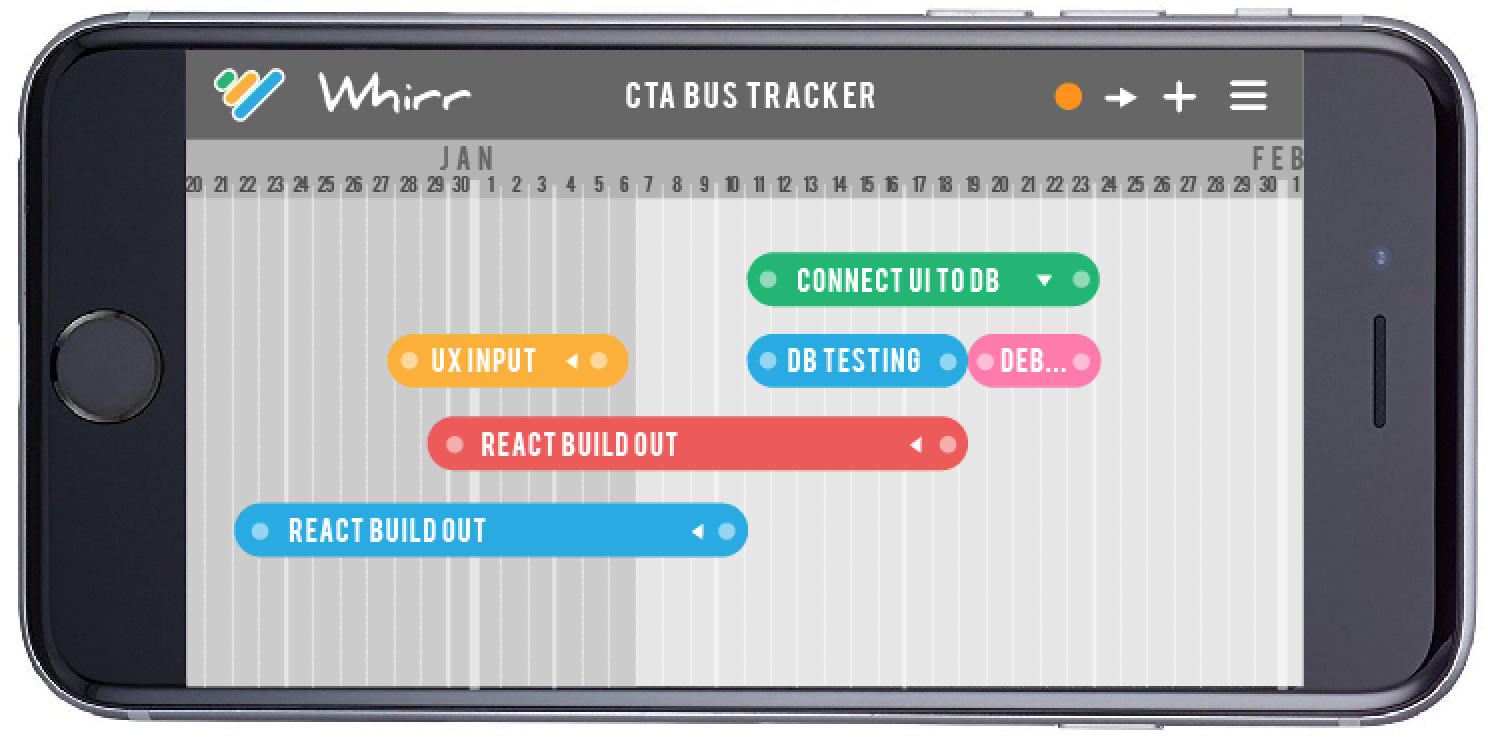 Whirr CTA BUS TRACKER
JAN FEB
20 21 22 23 24 25 26 27 28 29 30 1 2 3 4 5 6 7 8 9 10 11 12 13 14 15 16 17 18 19 20 21 22 23 24 25 26 27 28 29 30 1
CONNECT UI TO DB
UX INPUT DB TESTING DEB...
REACT BUILD OUT
REACT BUILD OUT